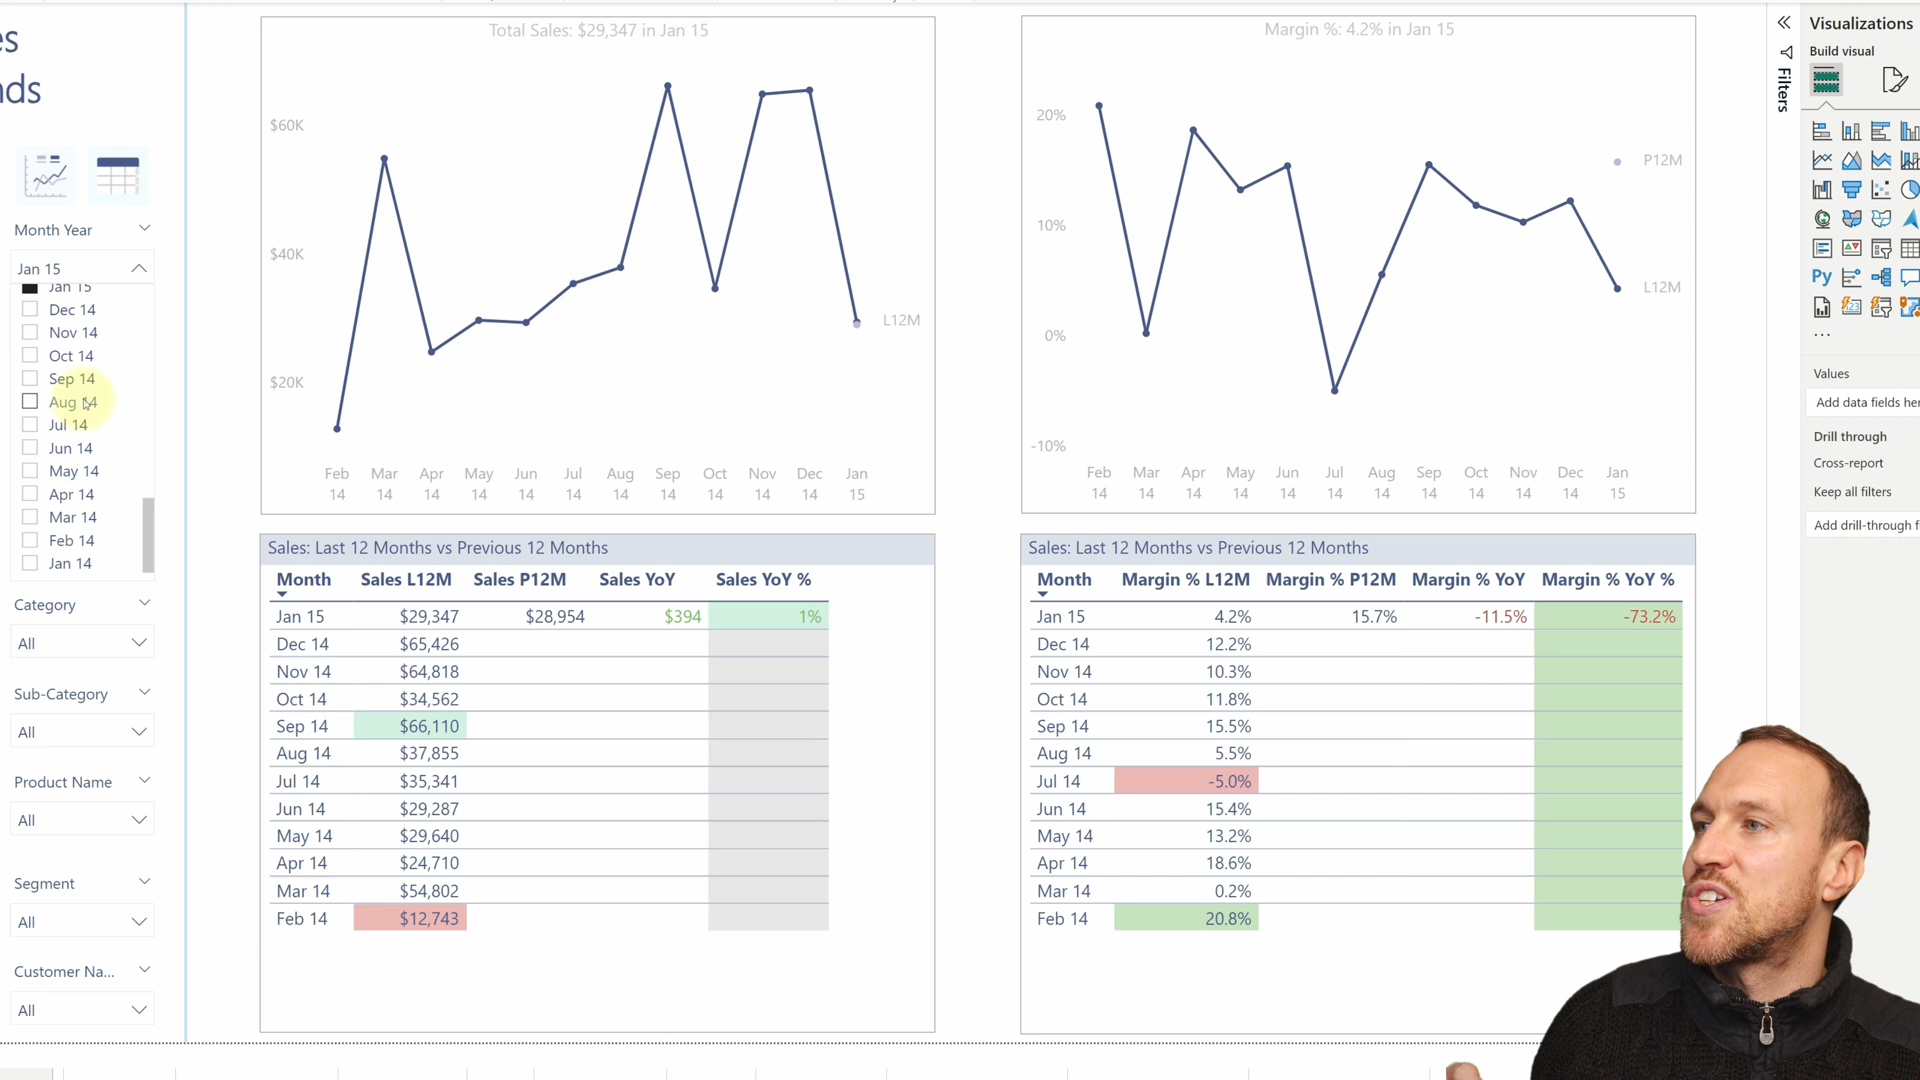 es
nds
Month Year
Jan 15
Jan 15
Dec 14
Nov 14
Oct 14
Sep 14
Aug 14
Jul 14
Jun 14
May 14
Apr 14
Mar 14
Feb 14
Jan 14
Category
All
Sub-Category
All
Product Name
All
Segment
All
Customer Na...
All
Total Sales: $29,347 in Jan 15
$60K
$40K
$20K
L12M
Feb Mar Apr May Jun Jul Aug Sep Oct Nov Dec Jan
14 14 14 14 14 14 14 14 14 14 14 15
Margin %: 4.2% in Jan 15
20%
10%
0%
-10%
P12M
L12M
Feb Mar Apr May Jun Jul Aug Sep Oct Nov Dec Jan
14 14 14 14 14 14 14 14 14 14 14 15
Sales: Last 12 Months vs Previous 12 Months
Month Sales L12M Sales P12M Sales YoY Sales YoY %
Jan 15 $29,347 $28,954 $394 1%
Dec 14 $65,426
Nov 14 $64,818
Oct 14 $34,562
Sep 14 $66,110
Aug 14 $37,855
Jul 14 $35,341
Jun 14 $29,287
May 14 $29,640
Apr 14 $24,710
Mar 14 $54,802
Feb 14 $12,743
Sales: Last 12 Months vs Previous 12 Months
Month Margin % L12M Margin % P12M Margin % YoY Margin % YoY %
Jan 15 4.2% 15.7% -11.5% -73.2%
Dec 14 12.2%
Nov 14 10.3%
Oct 14 11.8%
Sep 14 15.5%
Aug 14 5.5%
Jul 14 -5.0%
Jun 14 15.4%
May 14 13.2%
Apr 14 18.6%
Mar 14 0.2%
Feb 14 20.8%
Filters
Visualizations
Build visual
Py
123
...
Values
Add data fields her
Drill through
Cross-report
Keep all filters
Add drill-through f